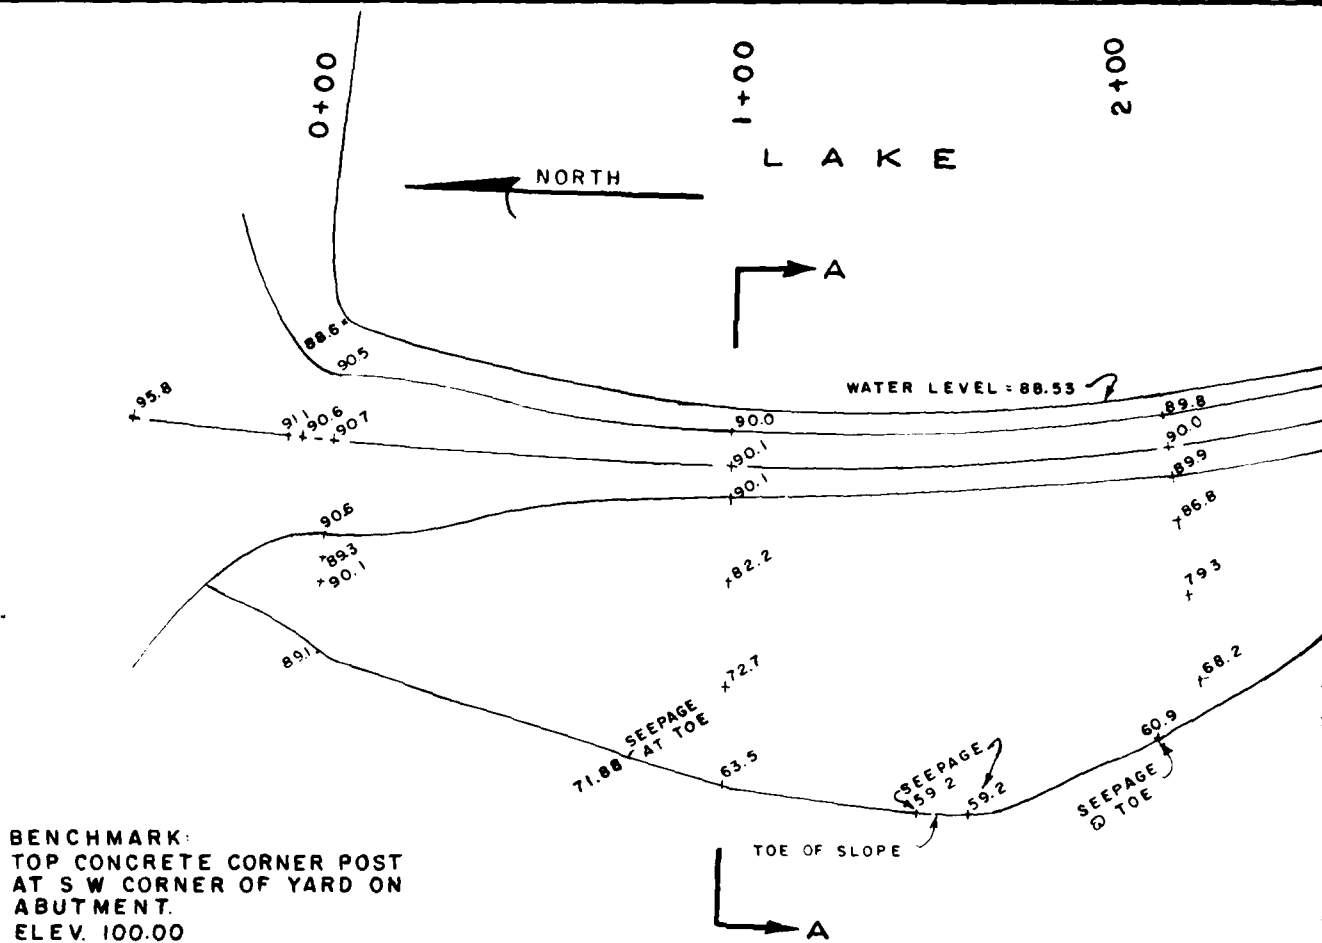 0+00
1+00
2+00
LAKE
NORTH
A
88.6
90.5
WATER LEVEL = 88.53
95.8
91.1
90.6
90.7
90.0
89.8
90.1
90.0
90.1
89.9
90.6
86.8
89.3
90.1
82.2
79.3
89.1
72.7
68.2
SEEPAGE
AT TOE
71.88
63.5
60.9
SEEPAGE
59.2
59.2
SEEPAGE
@ TOE
TOE OF SLOPE
BENCHMARK:
TOP CONCRETE CORNER POST
AT S W CORNER OF YARD ON
ABUTMENT.
ELEV. 100.00
A